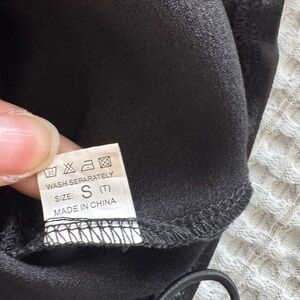 WASH SEPARATELY
SIZE: S (T)
MADE IN CHINA